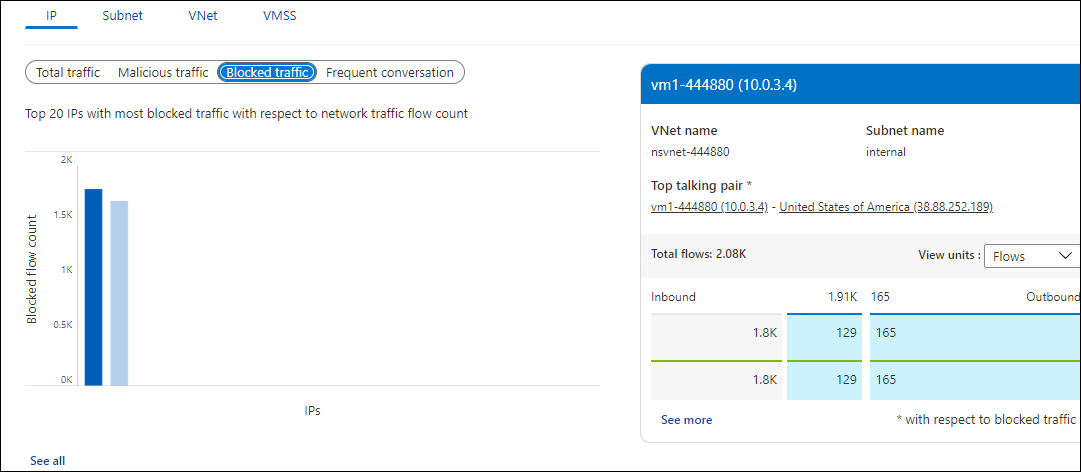 IP Subnet VNet VMSS
Total traffic Malicious traffic Blocked traffic Frequent conversation
Top 20 IPs with most blocked traffic with respect to network traffic flow count
2K
1.5K
1K
0.5K
0K
Blocked flow count
IPs
See all
vm1-444880 (10.0.3.4)
VNet name Subnet name
nsvnet-444880 internal
Top talking pair *
vm1-444880 (10.0.3.4) - United States of America (38.88.252.189)
Total flows: 2.08K View units : Flows
Inbound 1.91K 165 Outbound
1.8K 129 165
1.8K 129 165
See more * with respect to blocked traffic